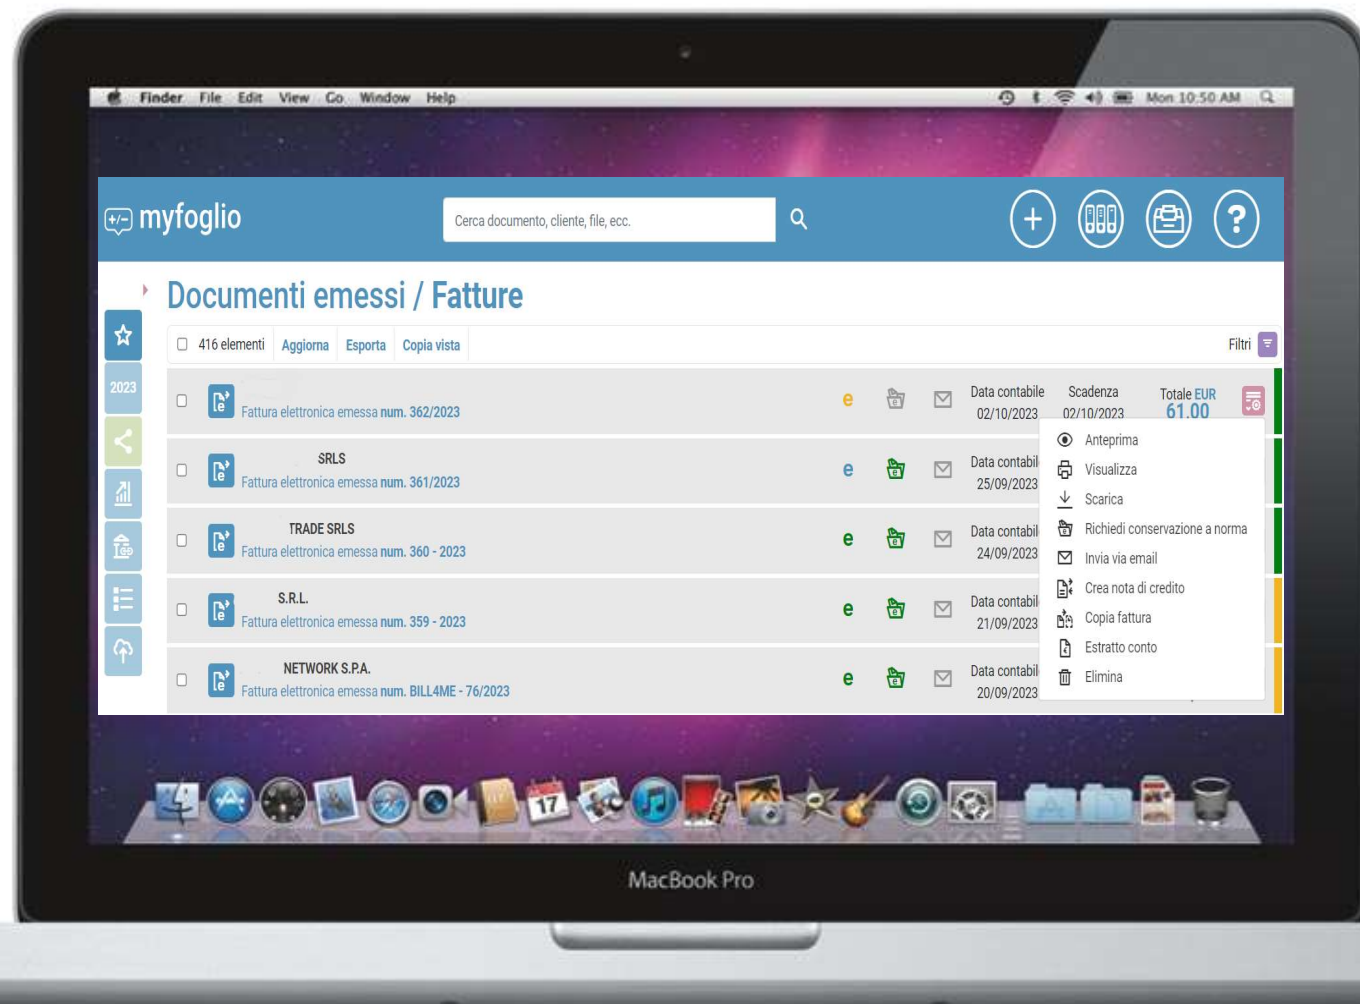 Finder File Edit View Go Window Help Mon 10:50 AM
+/- myfoglio Cerca documento, cliente, file, ecc. + ?
Documenti emessi / Fatture
416 elementi Aggiorna Esporta Copia vista Filtri
2023
Fattura elettronica emessa num. 362/2023
e
e
Data contabile
02/10/2023
Scadenza
02/10/2023
Totale EUR
61.00
SRLS
Fattura elettronica emessa num. 361/2023
e
e
Data contabil
25/09/2023
TRADE SRLS
Fattura elettronica emessa num. 360 - 2023
e
e
Data contabil
24/09/2023
S.R.L.
Fattura elettronica emessa num. 359 - 2023
e
e
Data contabil
21/09/2023
NETWORK S.P.A.
Fattura elettronica emessa num. BILL4ME - 76/2023
e
e
Data contabil
20/09/2023
Anteprima
Visualizza
Scarica
Richiedi conservazione a norma
Invia via email
Crea nota di credito
Copia fattura
Estratto conto
Elimina
17
MacBook Pro